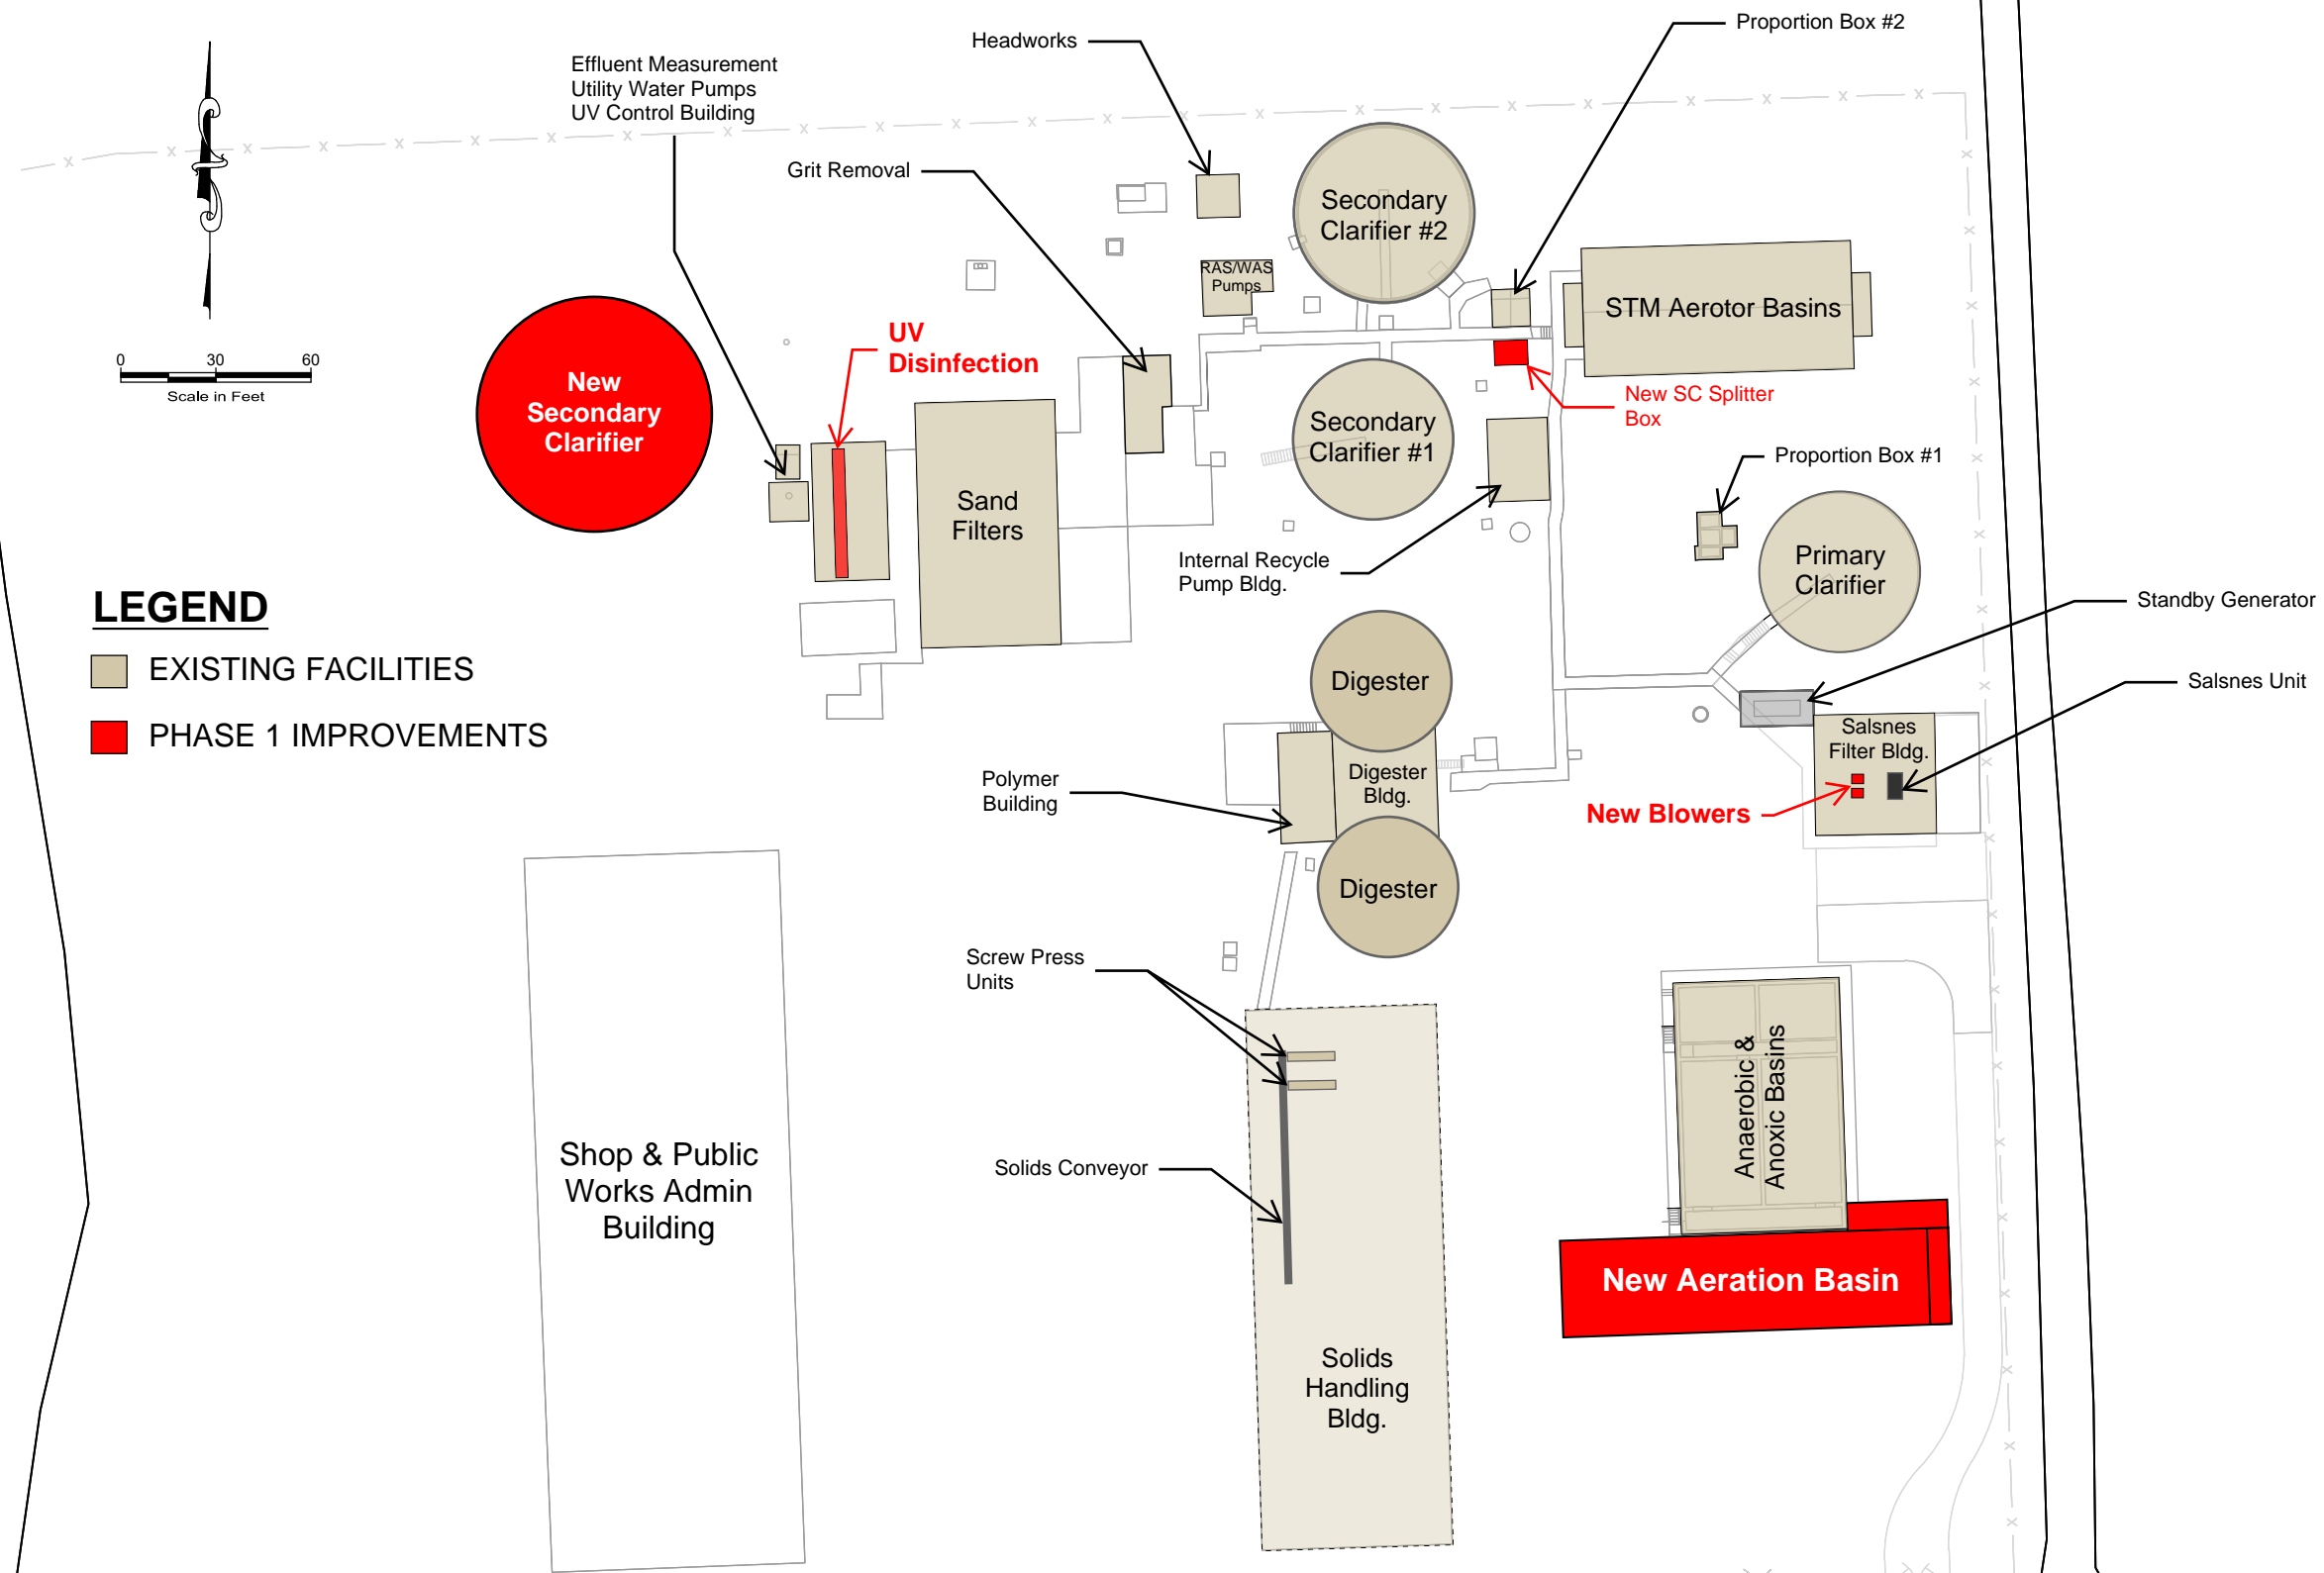 Proportion Box #2
Headworks
Effluent Measurement
Utility Water Pumps
UV Control Building
Grit Removal
Secondary
Clarifier #2
RAS/WAS
Pumps
STM Aerotor Basins
UV
Disinfection
0 30 60
Scale in Feet
New
Secondary
Clarifier
New SC Splitter
Box
Secondary
Clarifier #1
Proportion Box #1
Sand
Filters
Internal Recycle
Pump Bldg.
Primary
Clarifier
Standby Generator
LEGEND
EXISTING FACILITIES
PHASE 1 IMPROVEMENTS
Digester
Salsnes Unit
Salsnes
Filter Bldg.
Polymer
Building
Digester
Bldg.
New Blowers
Digester
Screw Press
Units
Anaerobic &
Anoxic Basins
Shop & Public
Works Admin
Building
Solids Conveyor
New Aeration Basin
Solids
Handling
Bldg.